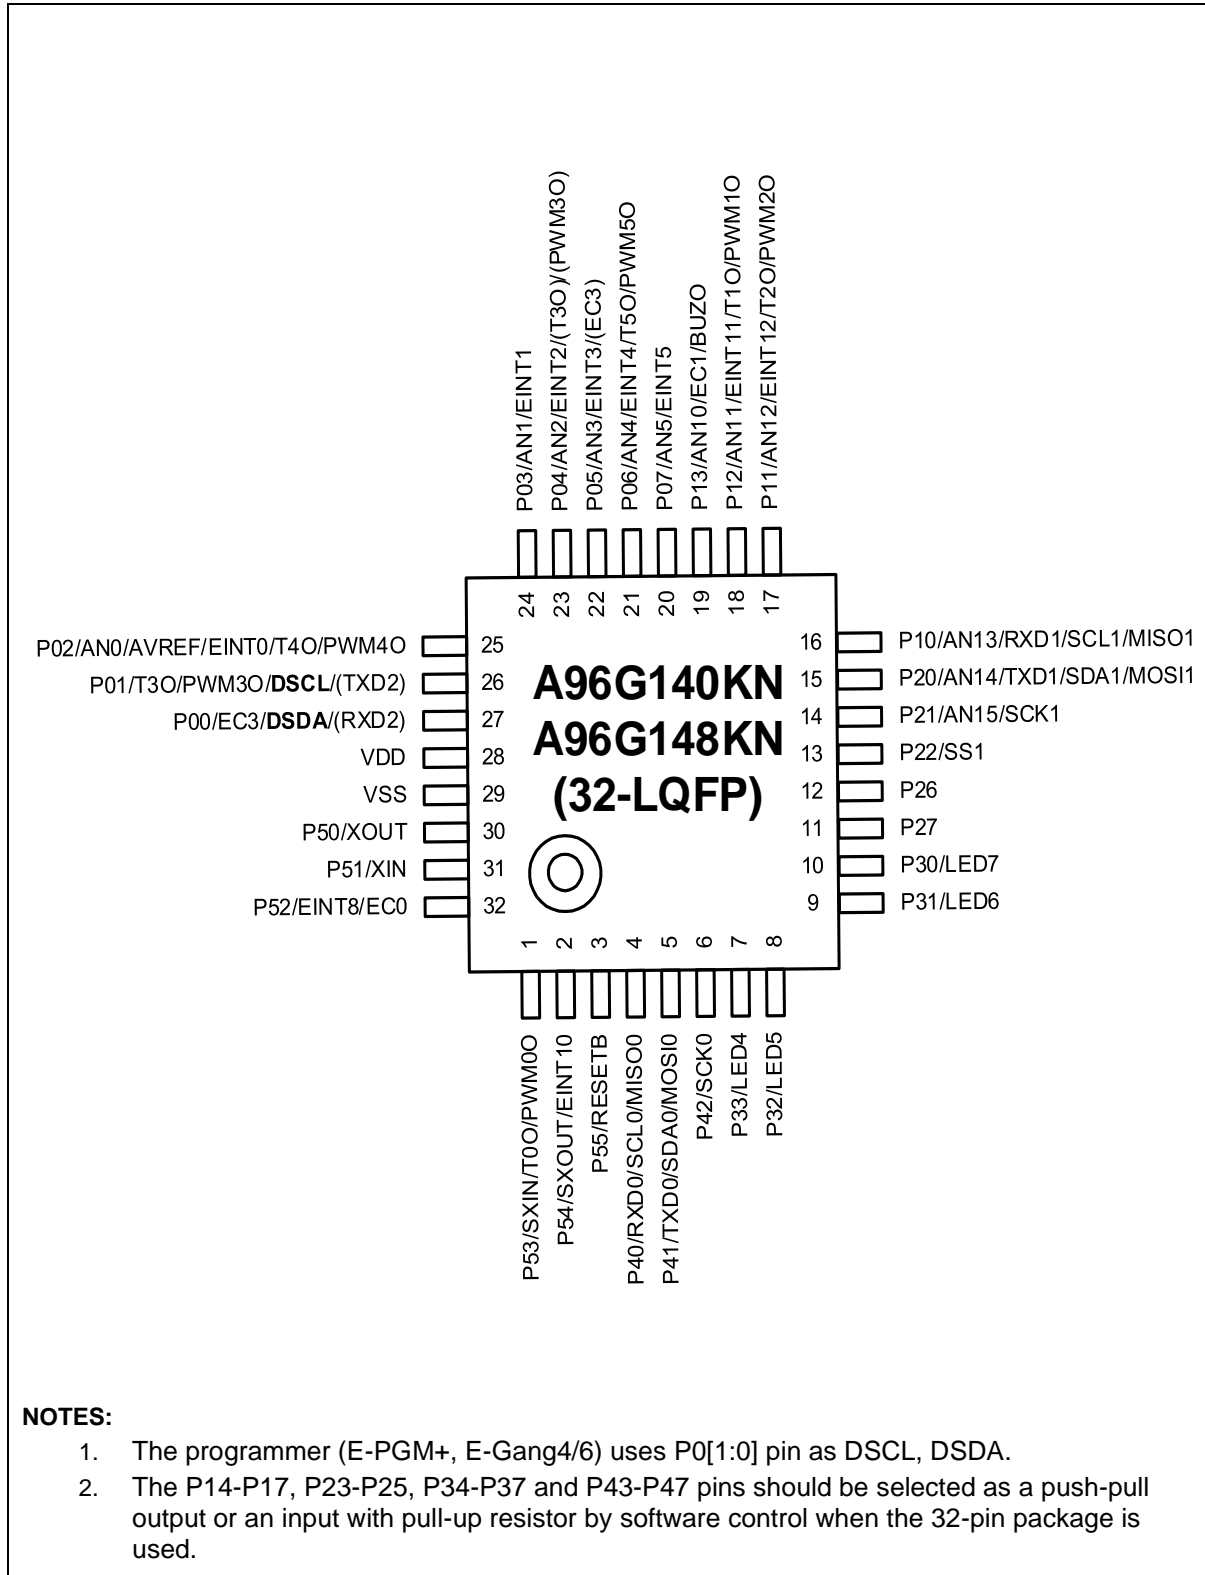 P03/AN1/EINT1
P04/AN2/EINT2/(T3O)/(PWM3O)
P05/AN3/EINT3/(EC3)
P06/AN4/EINT4/T5O/PWM5O
P07/AN5/EINT5
P13/AN10/EC1/BUZO
P12/AN11/EINT11/T1O/PWM1O
P11/AN12/EINT12/T2O/PWM2O
24
23
22
21
20
19
18
17
P02/AN0/AVREF/EINT0/T4O/PWM4O
P01/T3O/PWM3O/DSCL/(TXD2)
P00/EC3/DSDA/(RXD2)
VDD
VSS
P50/XOUT
P51/XIN
P52/EINT8/EC0
25
26
27
28
29
30
31
32
A96G140KN
A96G148KN
(32-LQFP)
16
15
14
13
12
11
10
9
P10/AN13/RXD1/SCL1/MISO1
P20/AN14/TXD1/SDA1/MOSI1
P21/AN15/SCK1
P22/SS1
P26
P27
P30/LED7
P31/LED6
1
2
3
4
5
6
7
8
P53/SXIN/T0O/PWM0O
P54/SXOUT/EINT10
P55/RESETB
P40/RXD0/SCL0/MISO0
P41/TXD0/SDA0/MOSI0
P42/SCK0
P33/LED4
P32/LED5
NOTES:
1. The programmer (E-PGM+, E-Gang4/6) uses P0[1:0] pin as DSCL, DSDA.
2. The P14-P17, P23-P25, P34-P37 and P43-P47 pins should be selected as a push-pull
output or an input with pull-up resistor by software control when the 32-pin package is
used.